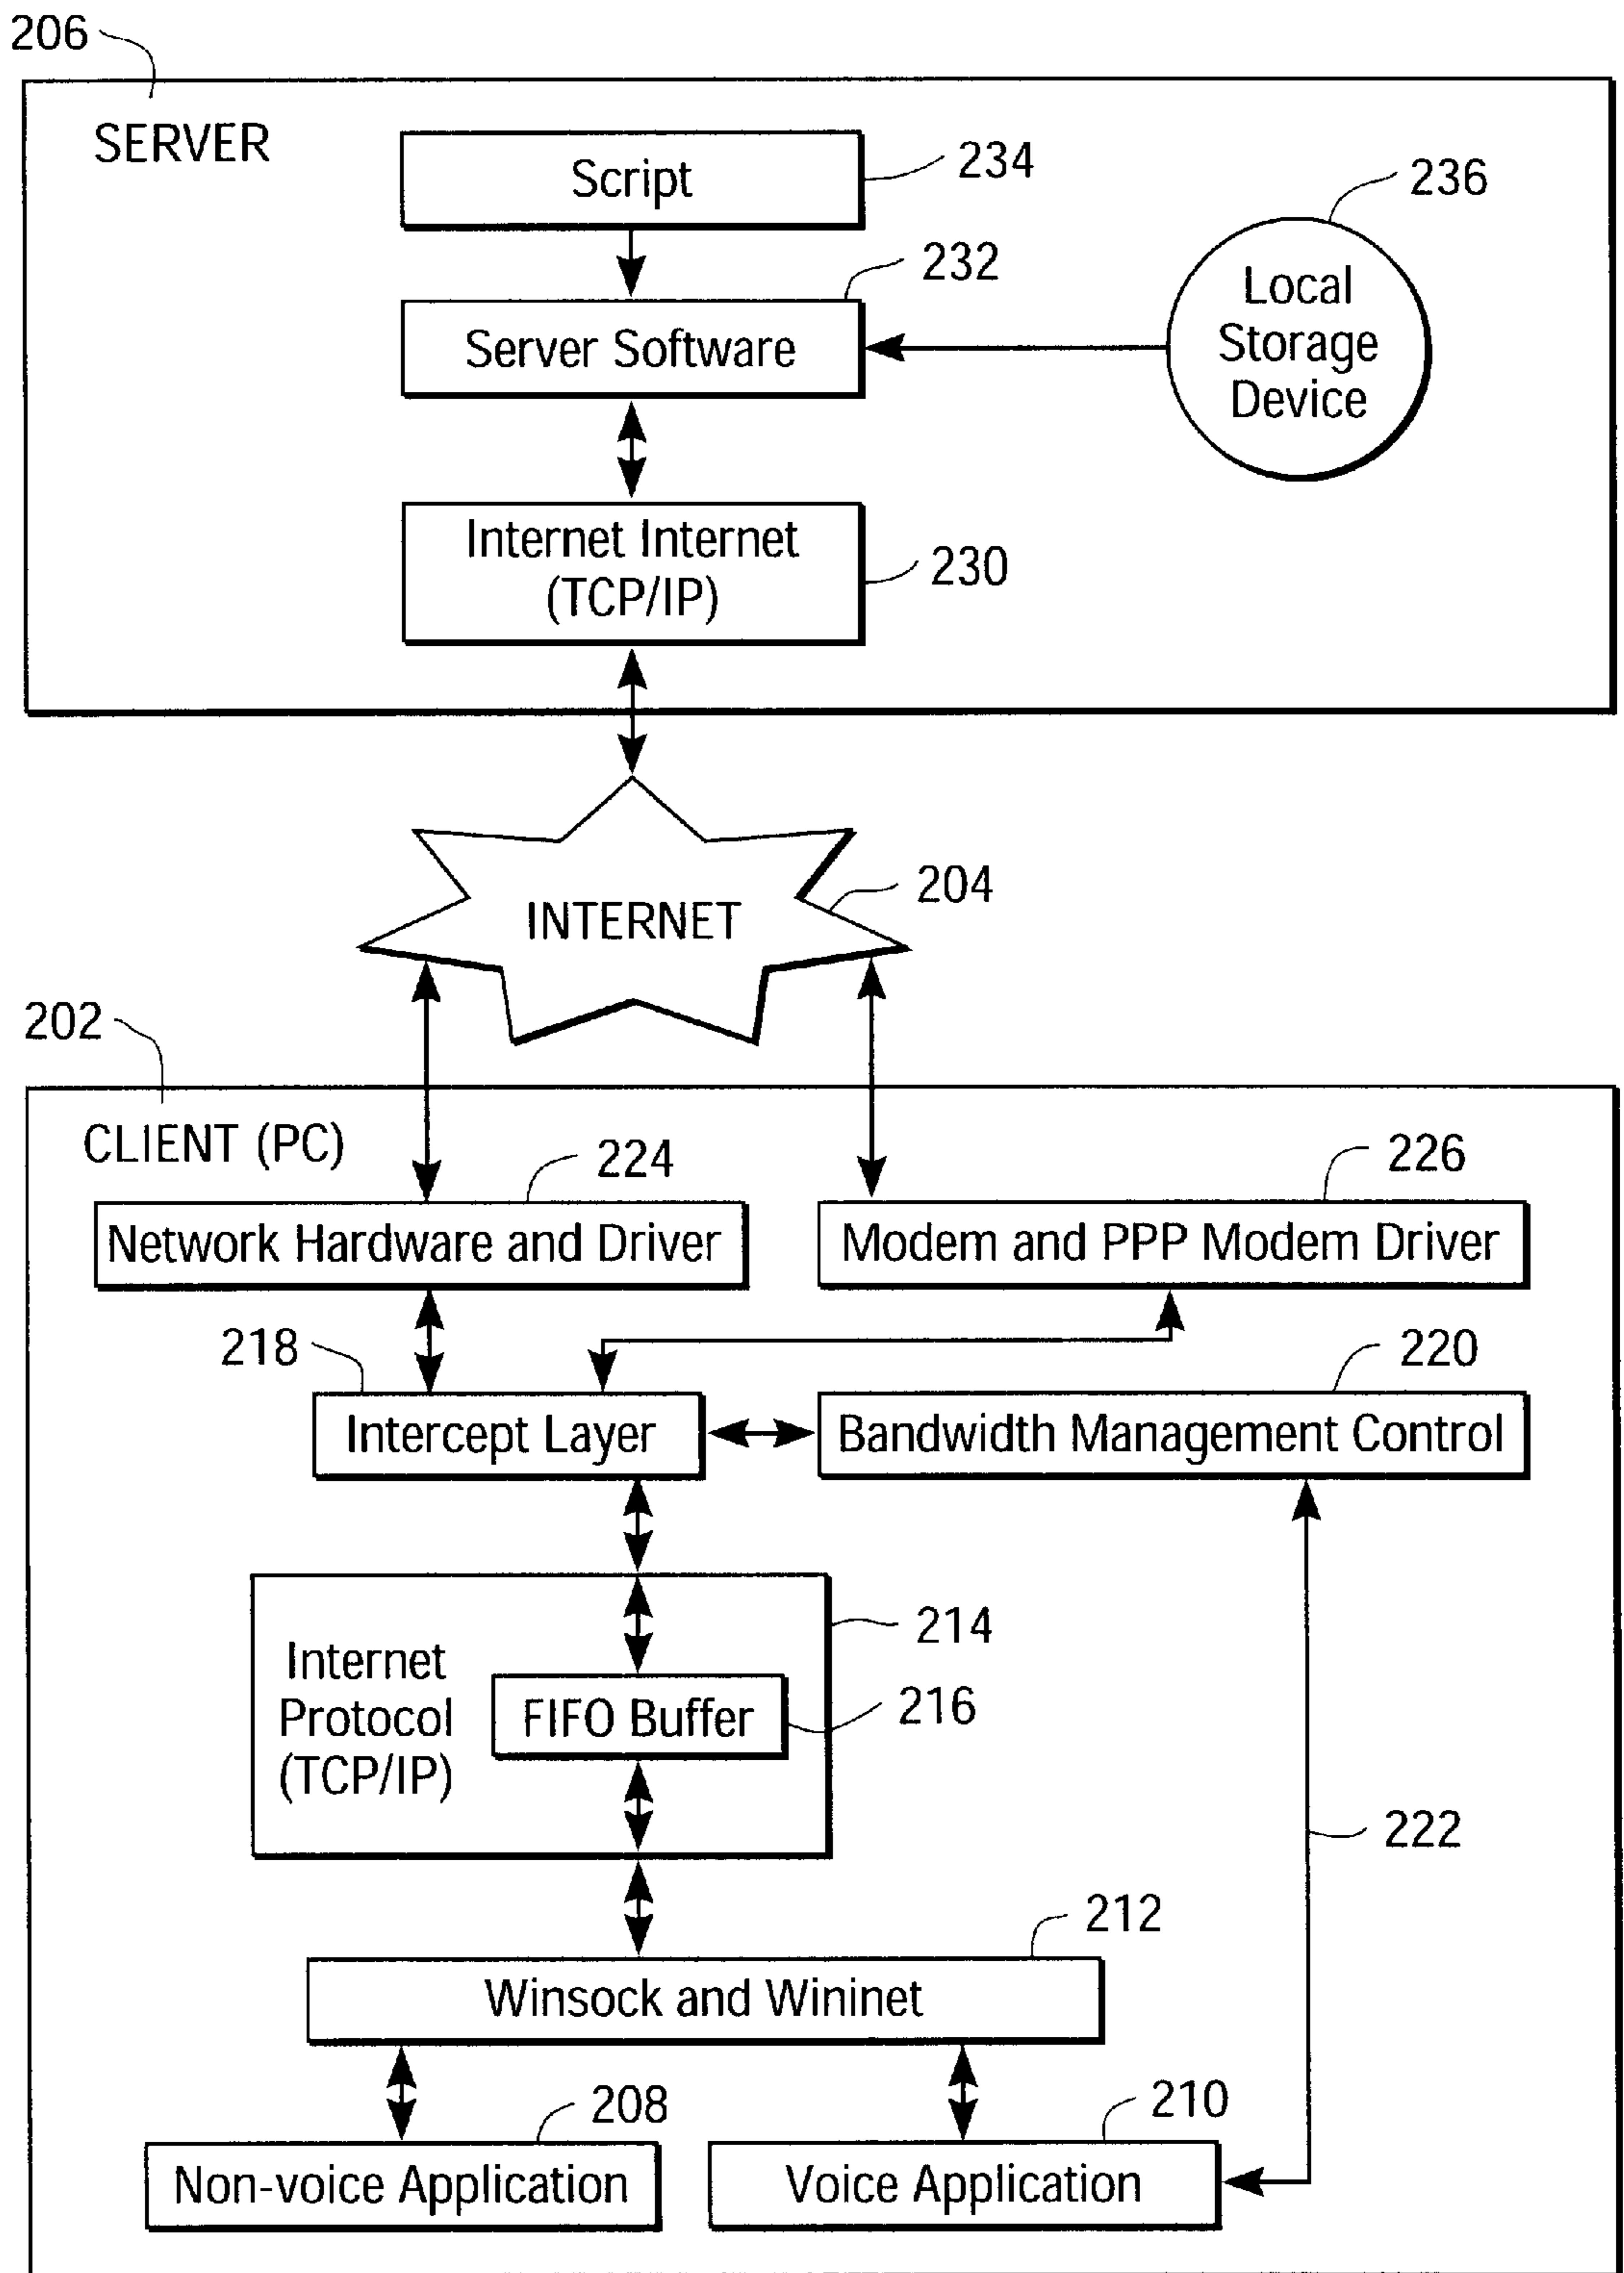 206
SERVER
Script
234
236
232
Local
Storage
Device
Server Software
Internet Internet
(TCP/IP)
230
204
INTERNET
202
CLIENT (PC)
224
226
Network Hardware and Driver
Modem and PPP Modem Driver
218
220
Intercept Layer
Bandwidth Management Control
214
Internet
Protocol
(TCP/IP)
FIFO Buffer
216
222
212
Winsock and Wininet
208
210
Non-voice Application
Voice Application